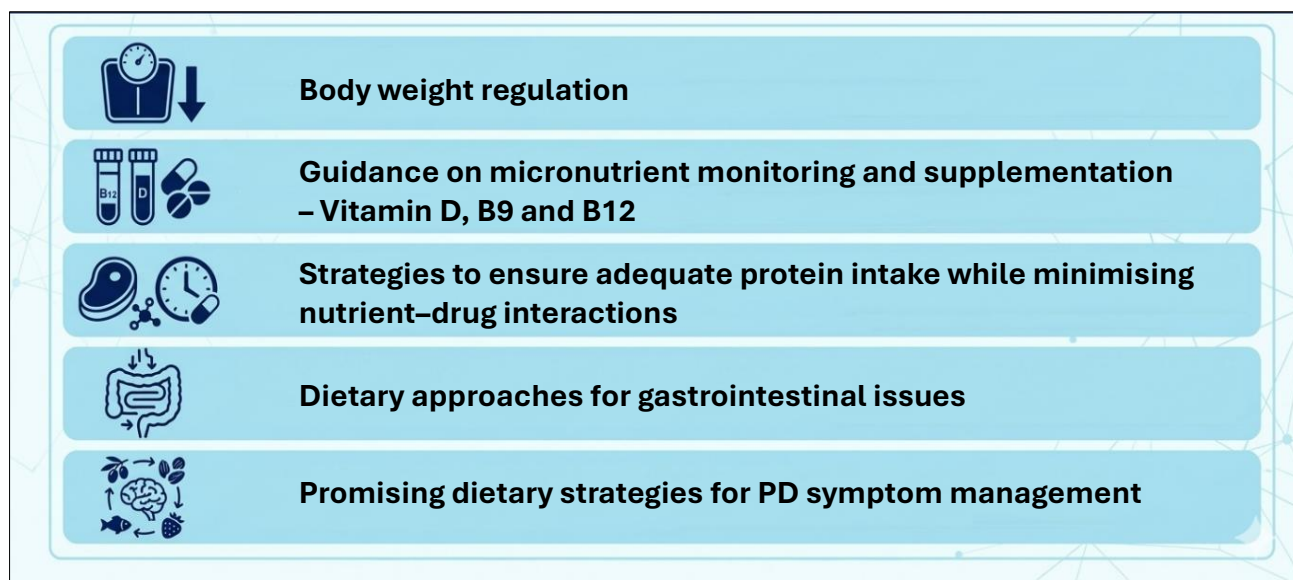 Body weight regulation
B12
D
Guidance on micronutrient monitoring and supplementation
– Vitamin D, B9 and B12
Strategies to ensure adequate protein intake while minimising
nutrient–drug interactions
Dietary approaches for gastrointestinal issues
Promising dietary strategies for PD symptom management